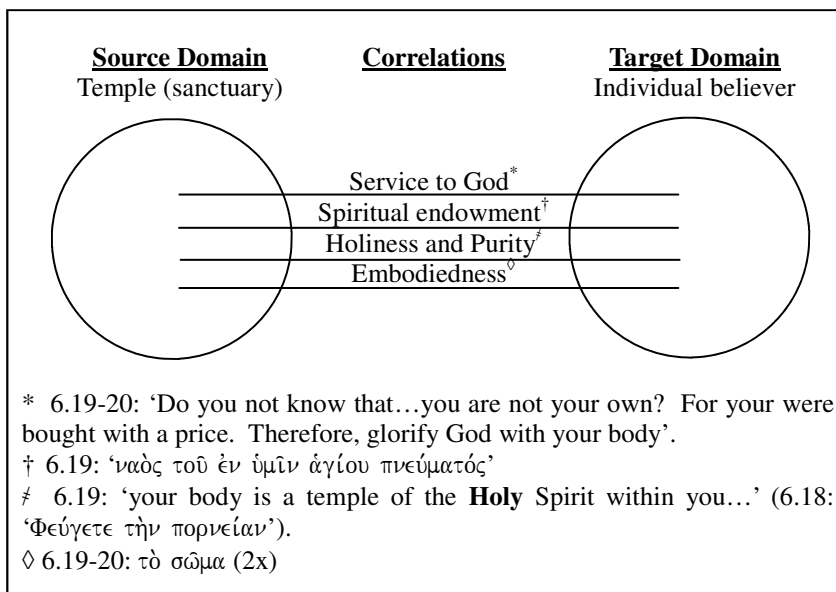 Source Domain Correlations Target Domain
Temple (sanctuary) Individual believer
Service to God*
Spiritual endowment†
Holiness and Purity҂
Embodiedness◊
* 6.19-20: ‘Do you not know that…you are not your own? For your were
bought with a price. Therefore, glorify God with your body’.
† 6.19: ‘ναὸς τοῦ ἐν ὑμῖν ἁγίου πνεύματός’
҂ 6.19: ‘your body is a temple of the Holy Spirit within you…’ (6.18:
‘Φεύγετε τὴν πορνείαν’).
◊ 6.19-20: τὸ σῶμα (2x)